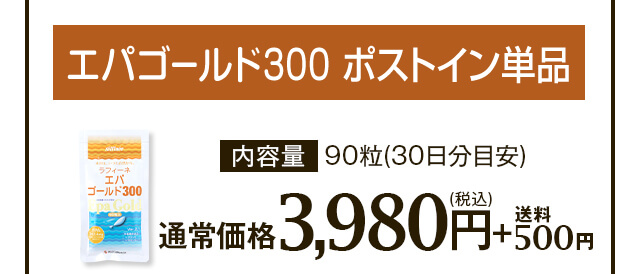 エパゴールド300 ポストイン単品
内容量 90粒(30日分目安)
ラフィーネ
エパ
ゴールド300
通常価格3,980円(税込)+送料500円